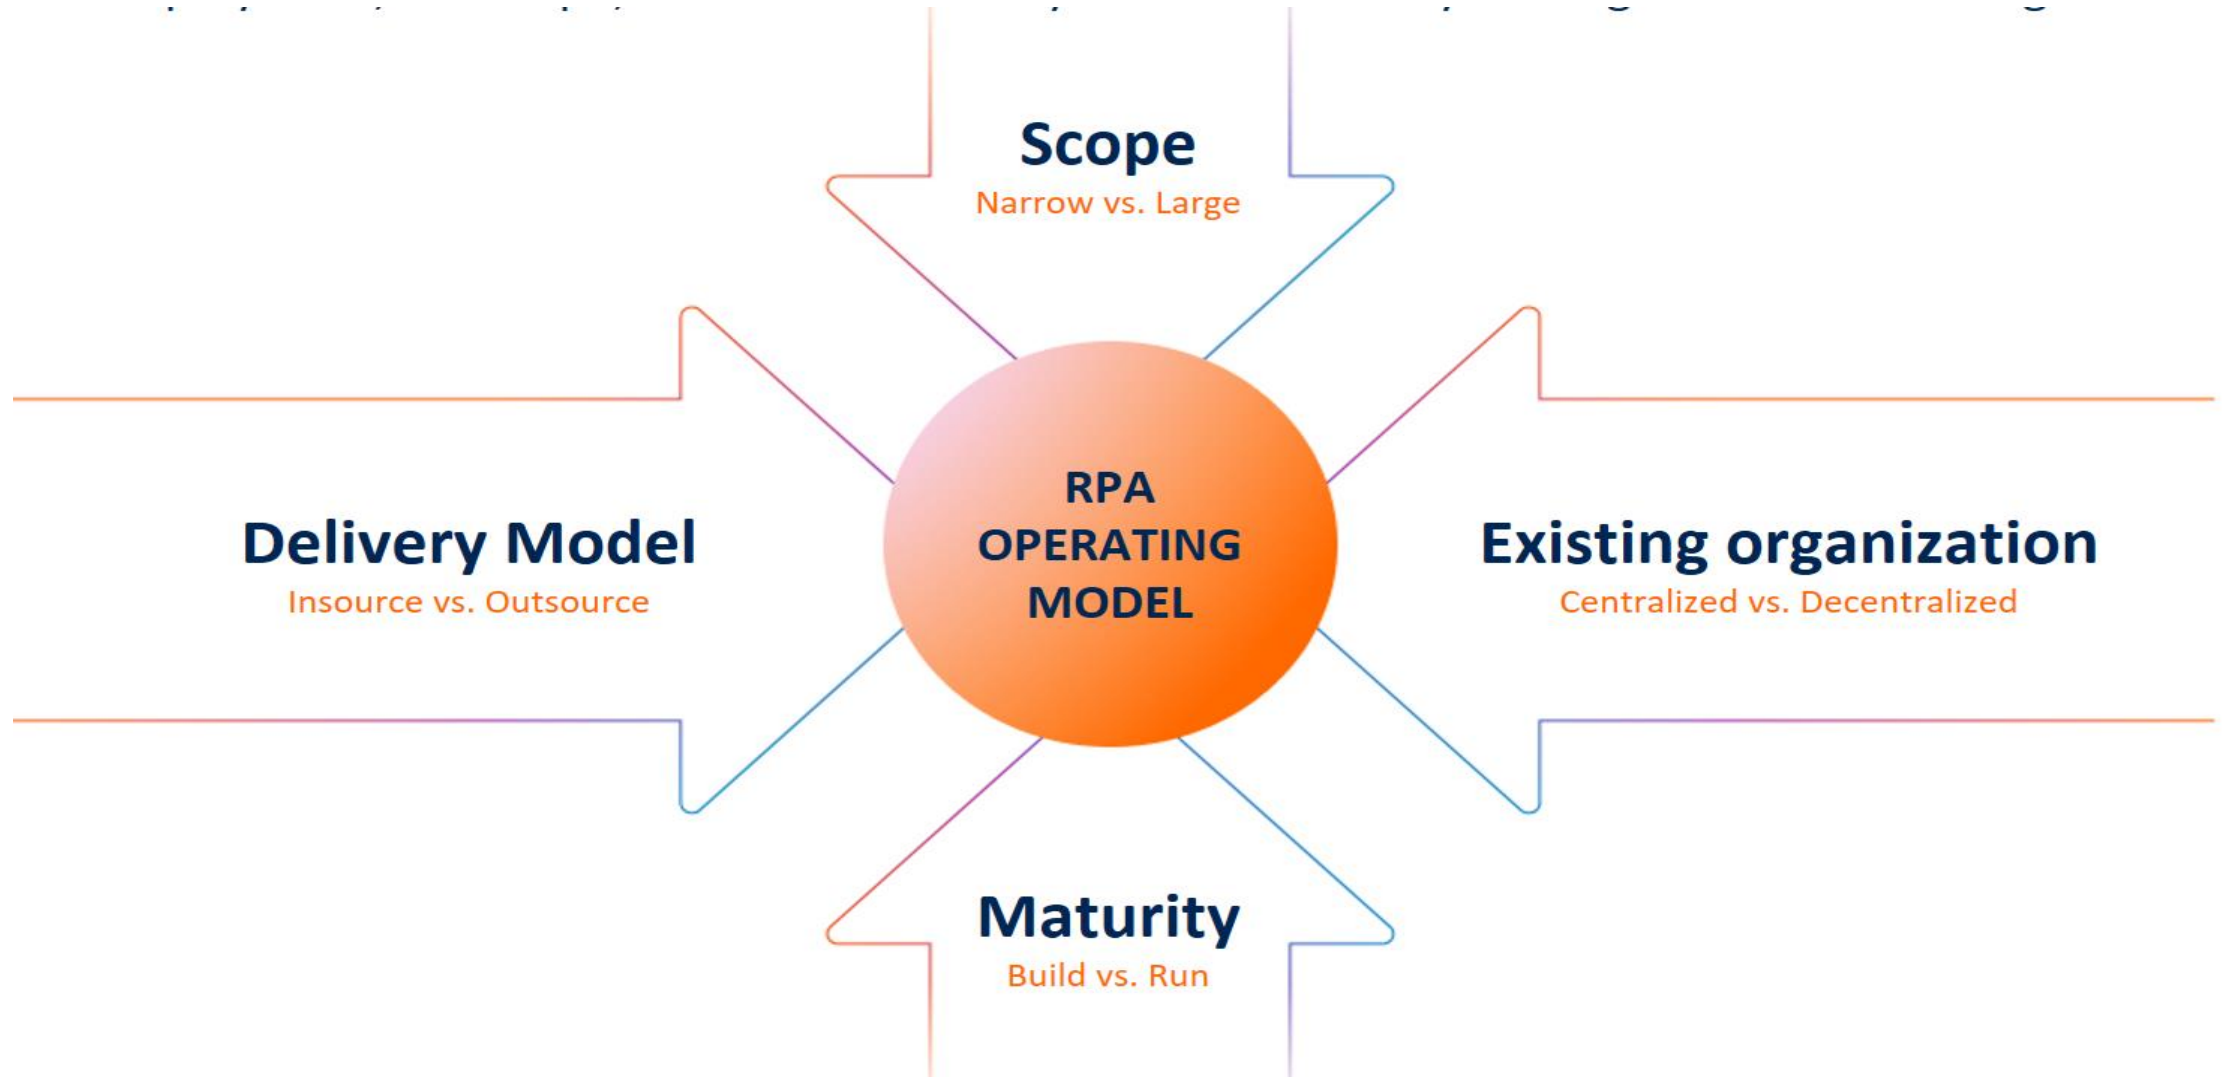 Scope
Narrow vs. Large
Delivery Model
Insource vs. Outsource
RPA
OPERATING
MODEL
Existing organization
Centralized vs. Decentralized
Maturity
Build vs. Run